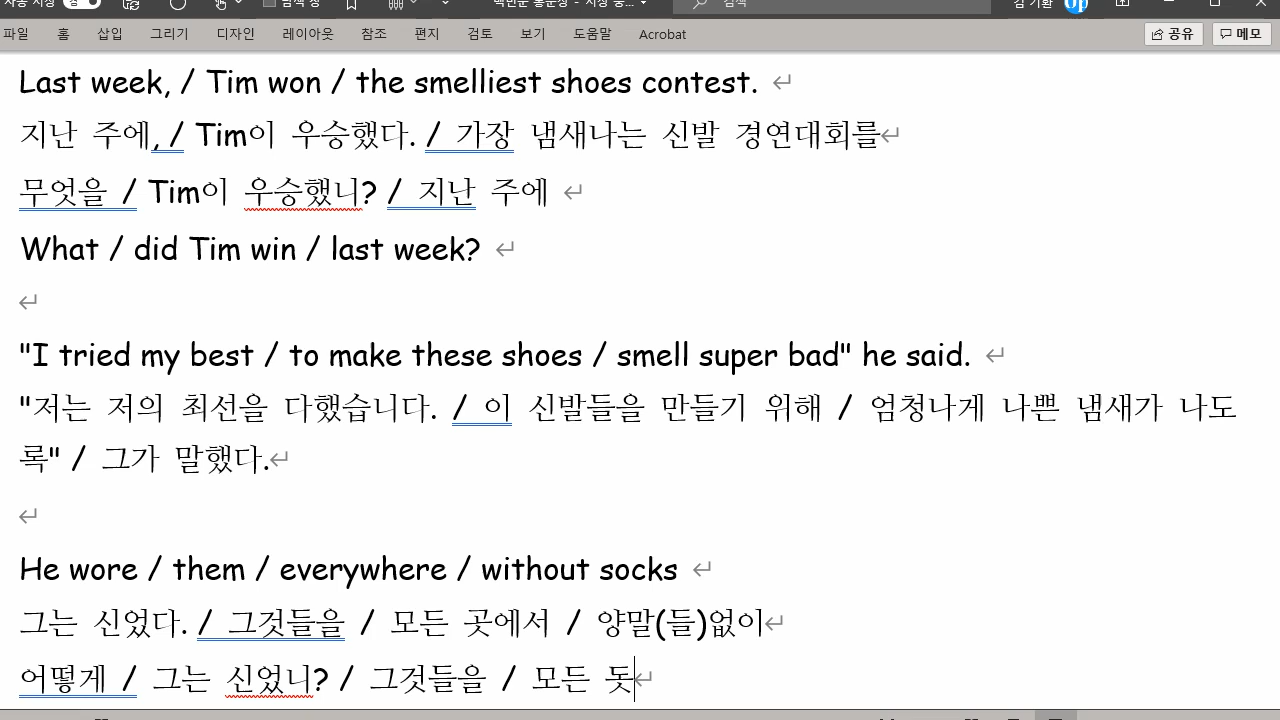 파일 홈 삽입 그리기 디자인 레이아웃 참조 편지 검토 보기 도움말 Acrobat 공유 메모
Last week, / Tim won / the smelliest shoes contest.
지난 주에, / Tim이 우승했다. / 가장 냄새나는 신발 경연대회를
무엇을 / Tim이 우승했니? / 지난 주에
What / did Tim win / last week?
"I tried my best / to make these shoes / smell super bad" he said.
"저는 저의 최선을 다했습니다. / 이 신발들을 만들기 위해 / 엄청나게 나쁜 냄새가 나도
록" / 그가 말했다.
He wore / them / everywhere / without socks
그는 신었다. / 그것들을 / 모든 곳에서 / 양말(들)없이
어떻게 / 그는 신었니? / 그것들을 / 모든 돗